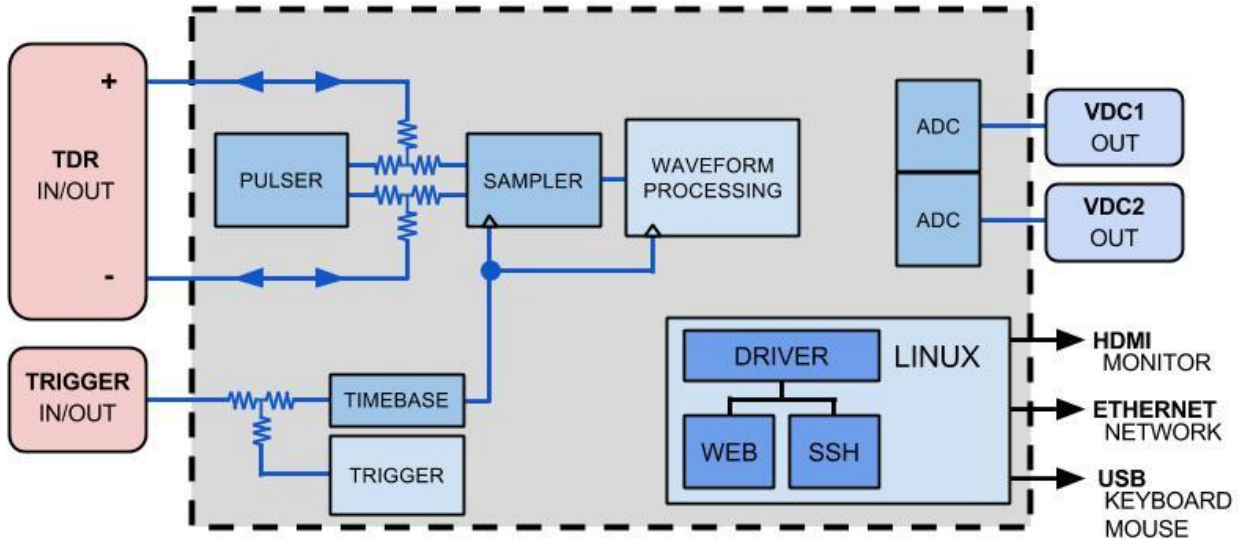 +
TDR
IN/OUT
-
TRIGGER
IN/OUT
PULSER
SAMPLER
WAVEFORM
PROCESSING
TIMEBASE
TRIGGER
ADC
ADC
VDC1
OUT
VDC2
OUT
DRIVER
LINUX
WEB
SSH
HDMI
MONITOR
ETHERNET
NETWORK
USB
KEYBOARD
MOUSE